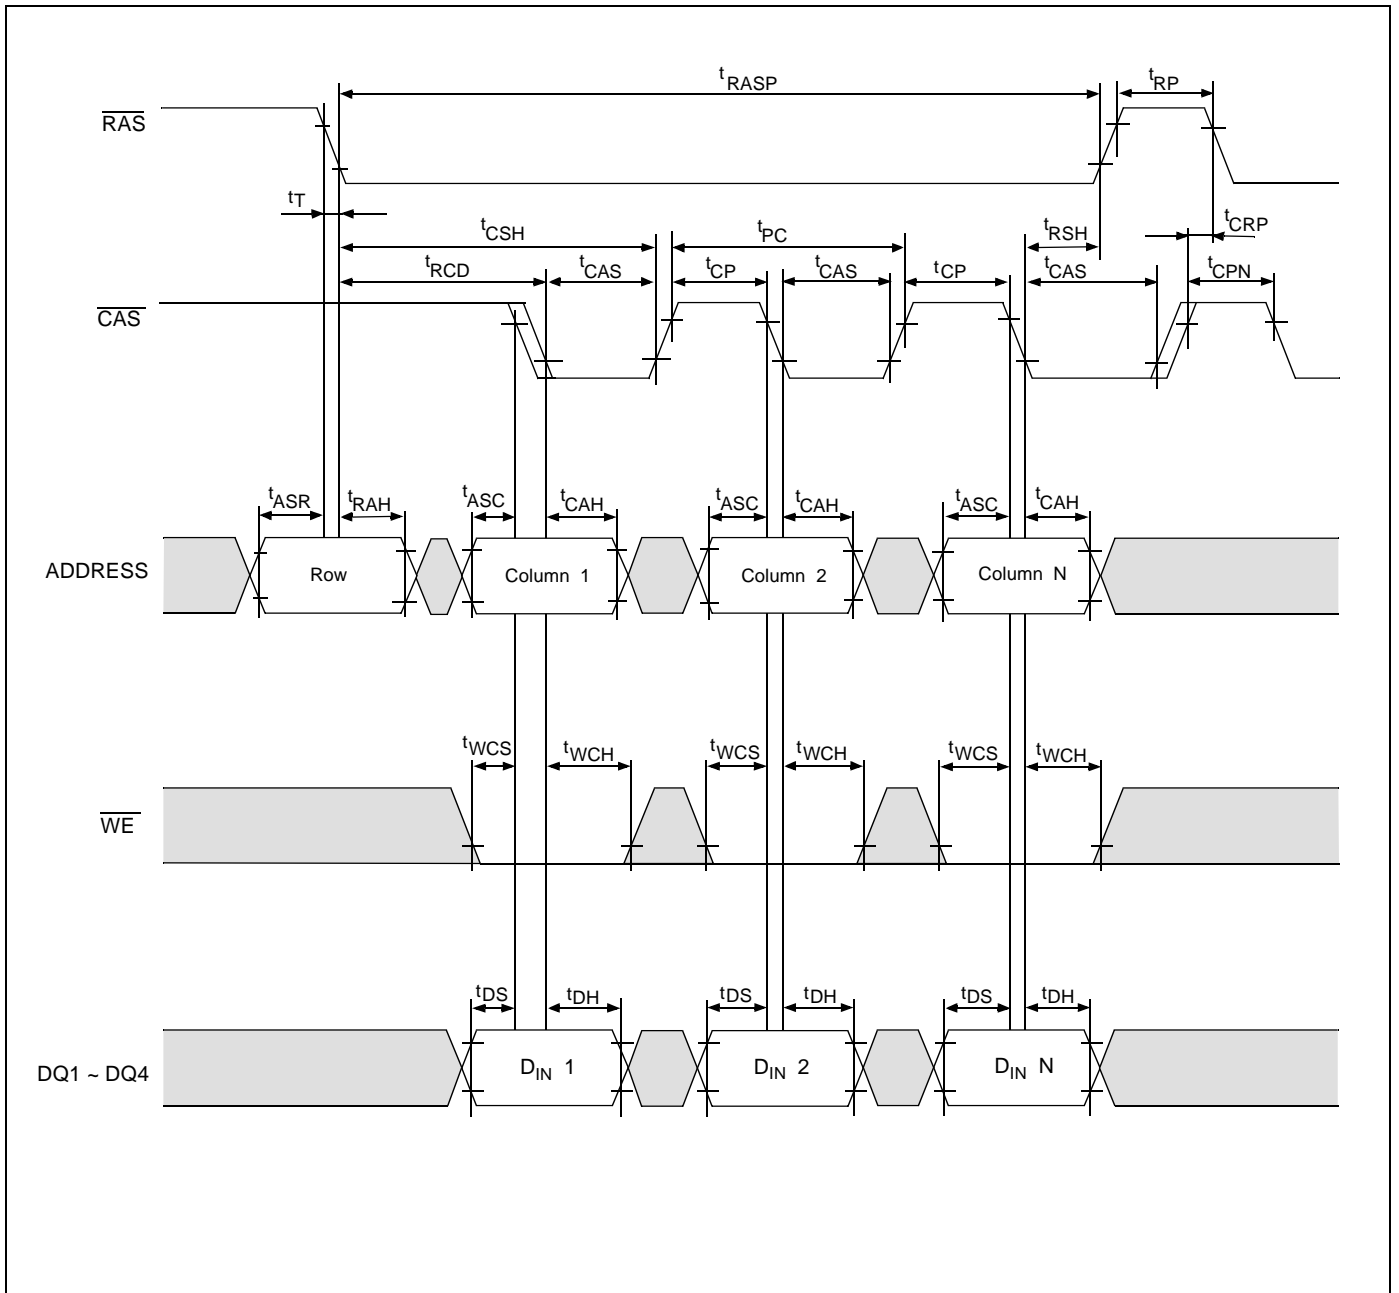 tRASP tRP
RAS
tT
tCSH tPC tRSH tCRP
tRCD tCAS tCP tCAS tCP tCAS tCPN
CAS
tASR tRAH tASC tCAH tASC tCAH tASC tCAH
ADDRESS Row Column 1 Column 2 Column N
tWCS tWCH tWCS tWCH tWCS tWCH
WE
tDS tDH tDS tDH tDS tDH
DQ1 ~ DQ4 DIN 1 DIN 2 DIN N